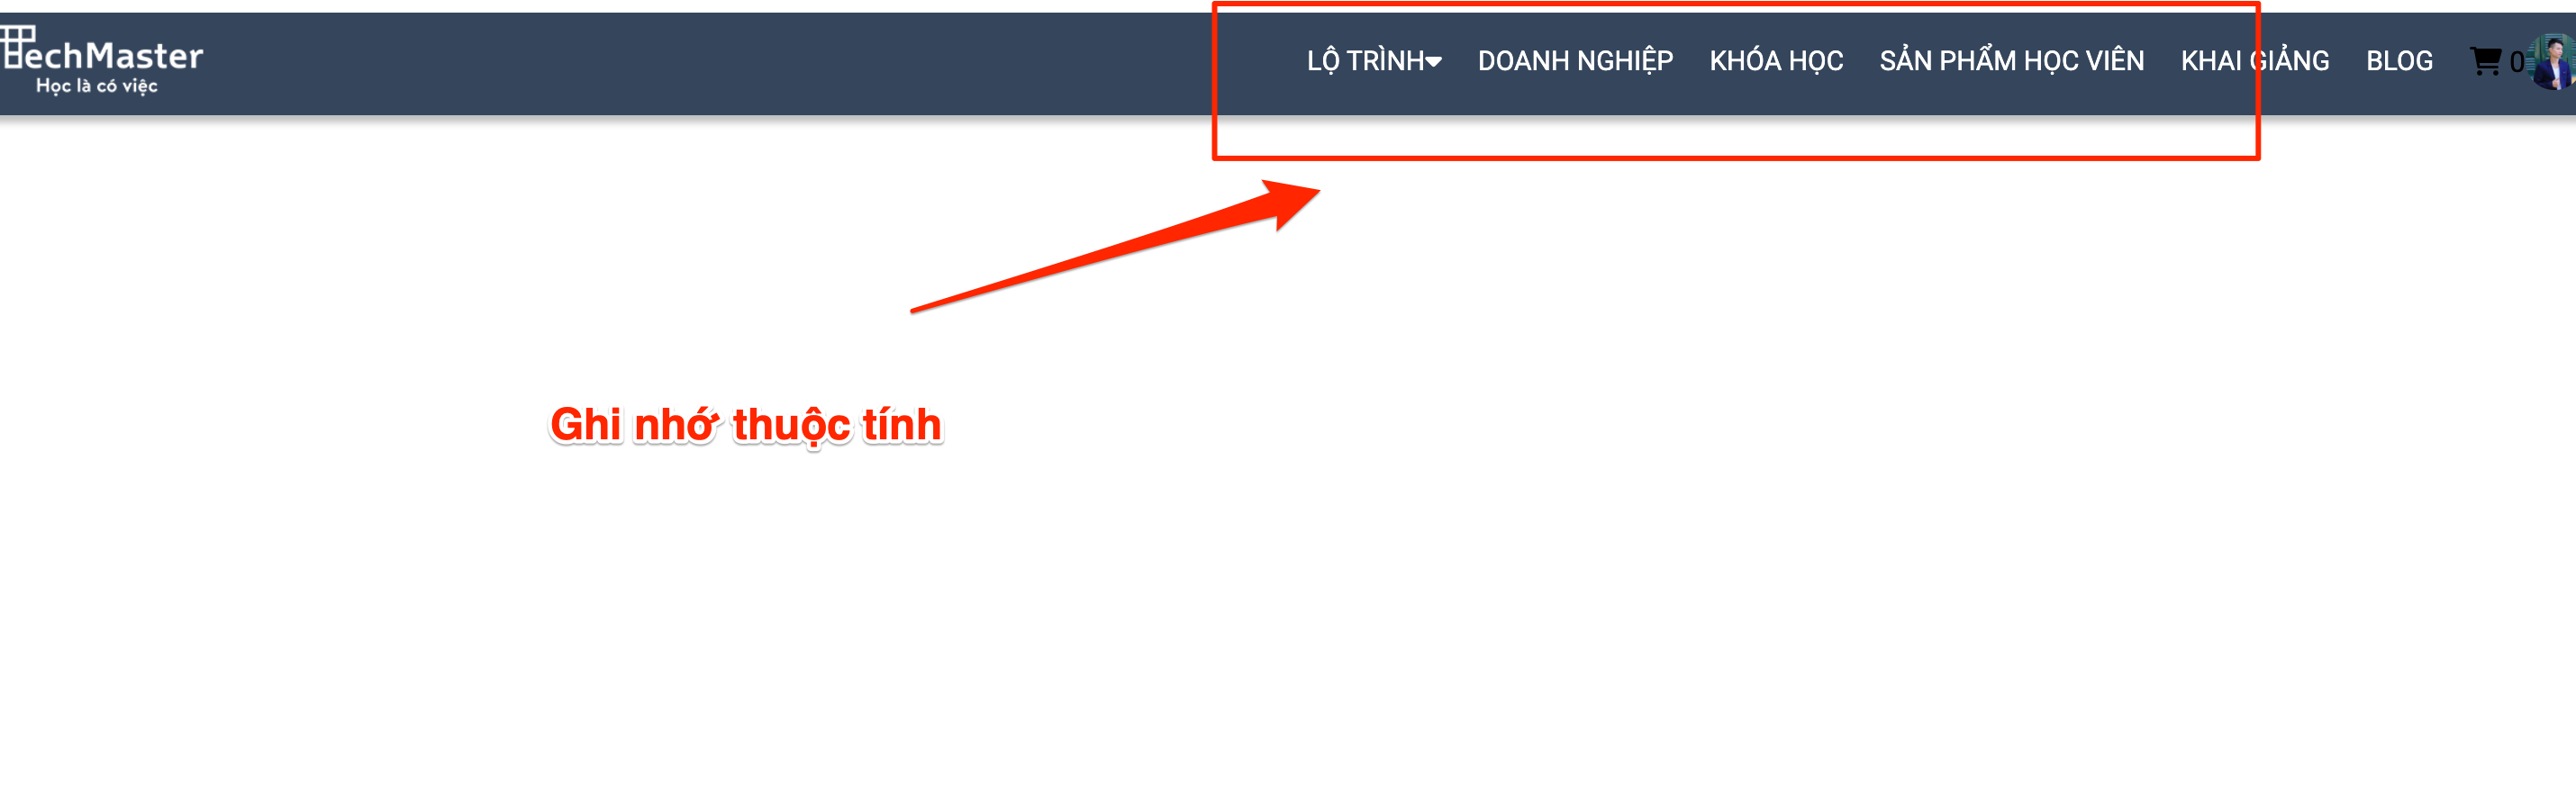 TechMaster
Học là có việc
LỘ TRÌNH DOANH NGHIỆP KHÓA HỌC SẢN PHẨM HỌC VIÊN KHAI GIẢNG BLOG 0
Ghi nhớ thuộc tính